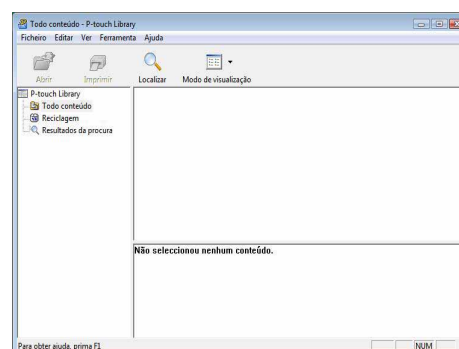 Todo conteúdo - P-touch Library
Ficheiro Editar Ver Ferramenta Ajuda
Abrir Imprimir Localizar Modo de visualização
P-touch Library
Todo conteúdo
Reciclagem
Resultados da procura
Não seleccionou nenhum conteúdo.
Para obter ajuda, prima F1
NUM